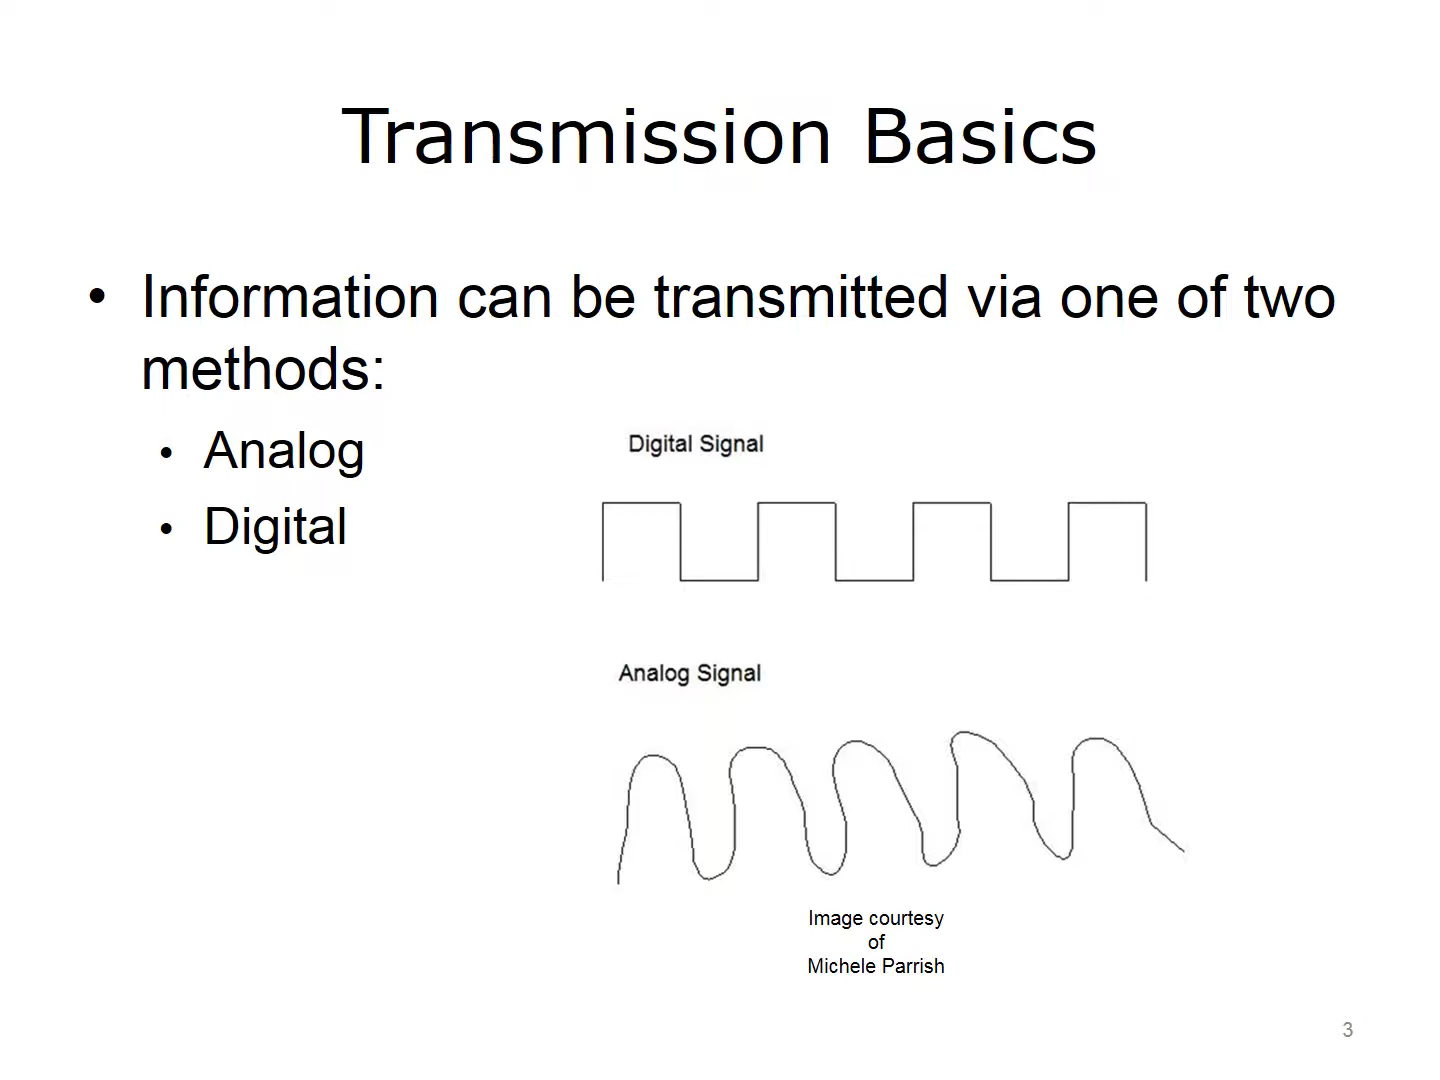 Transmission Basics
• Information can be transmitted via one of two
methods:
• Analog
• Digital
Digital Signal
Analog Signal
Image courtesy
of
Michele Parrish
3